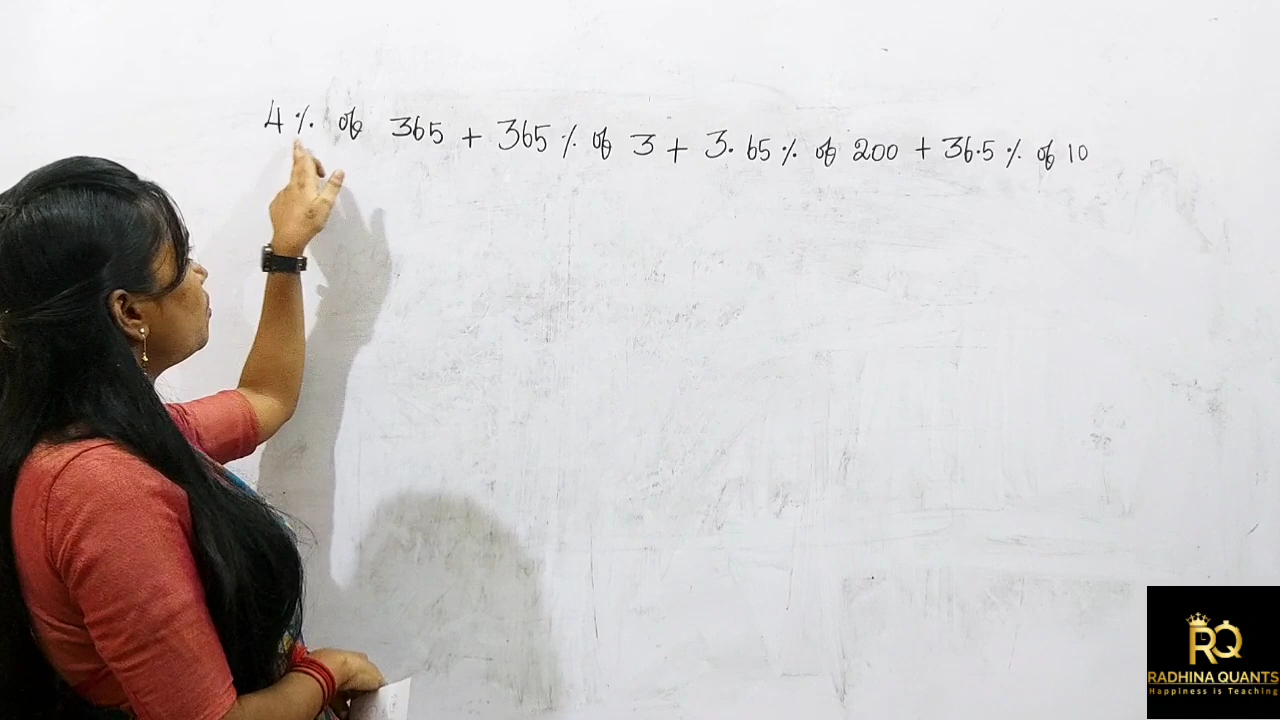 4% of 365 + 365% of 3 + 3.65% of 200 + 36.5% of 10
RQ
RADHINA QUANTS
Happiness is Teaching